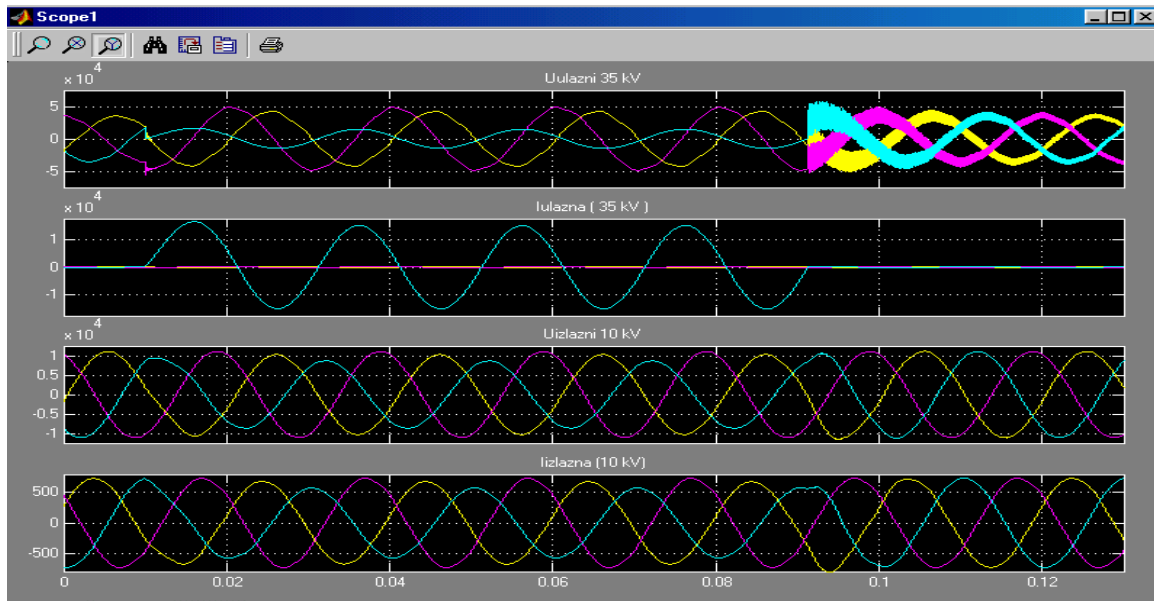 Scope1
x 10
4
Uulazni 35 kV
5
0
-5
x 10
4
Iulazna ( 35 kV )
1
0
-1
x 10
4
Uizlazni 10 kV
1
0.5
0
-0.5
-1
Iizlazna (10 kV)
500
0
-500
0 0.02 0.04 0.06 0.08 0.1 0.12